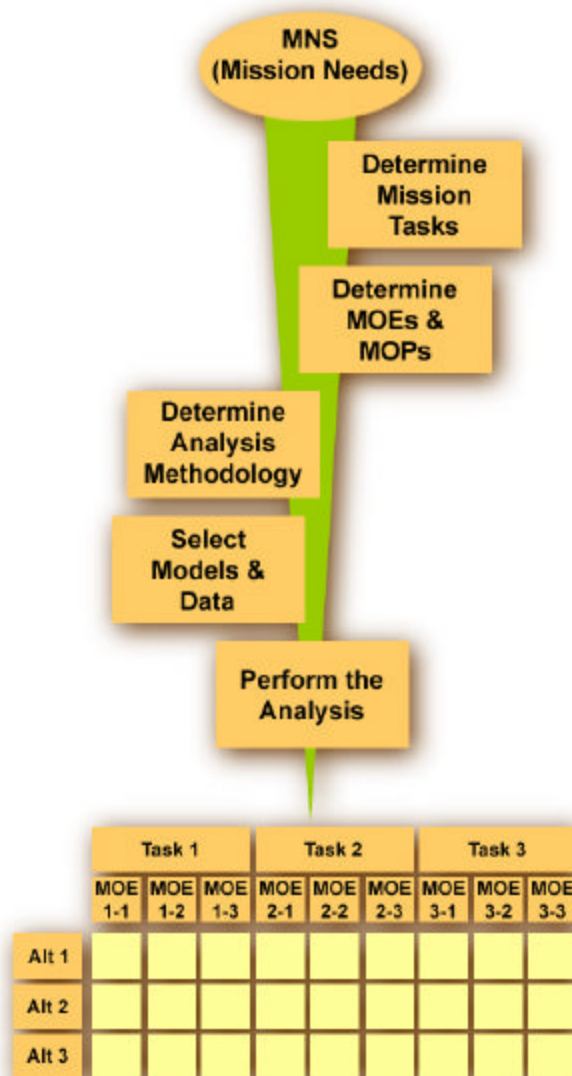 MNS
(Mission Needs)
Determine
Mission
Tasks
Determine
MOEs &
MOPs
Determine
Analysis
Methodology
Select
Models &
Data
Perform the
Analysis
Task 1 Task 2 Task 3
MOE MOE MOE MOE MOE MOE MOE MOE MOE
1-1 1-2 1-3 2-1 2-2 2-3 3-1 3-2 3-3
Alt 1
Alt 2
Alt 3